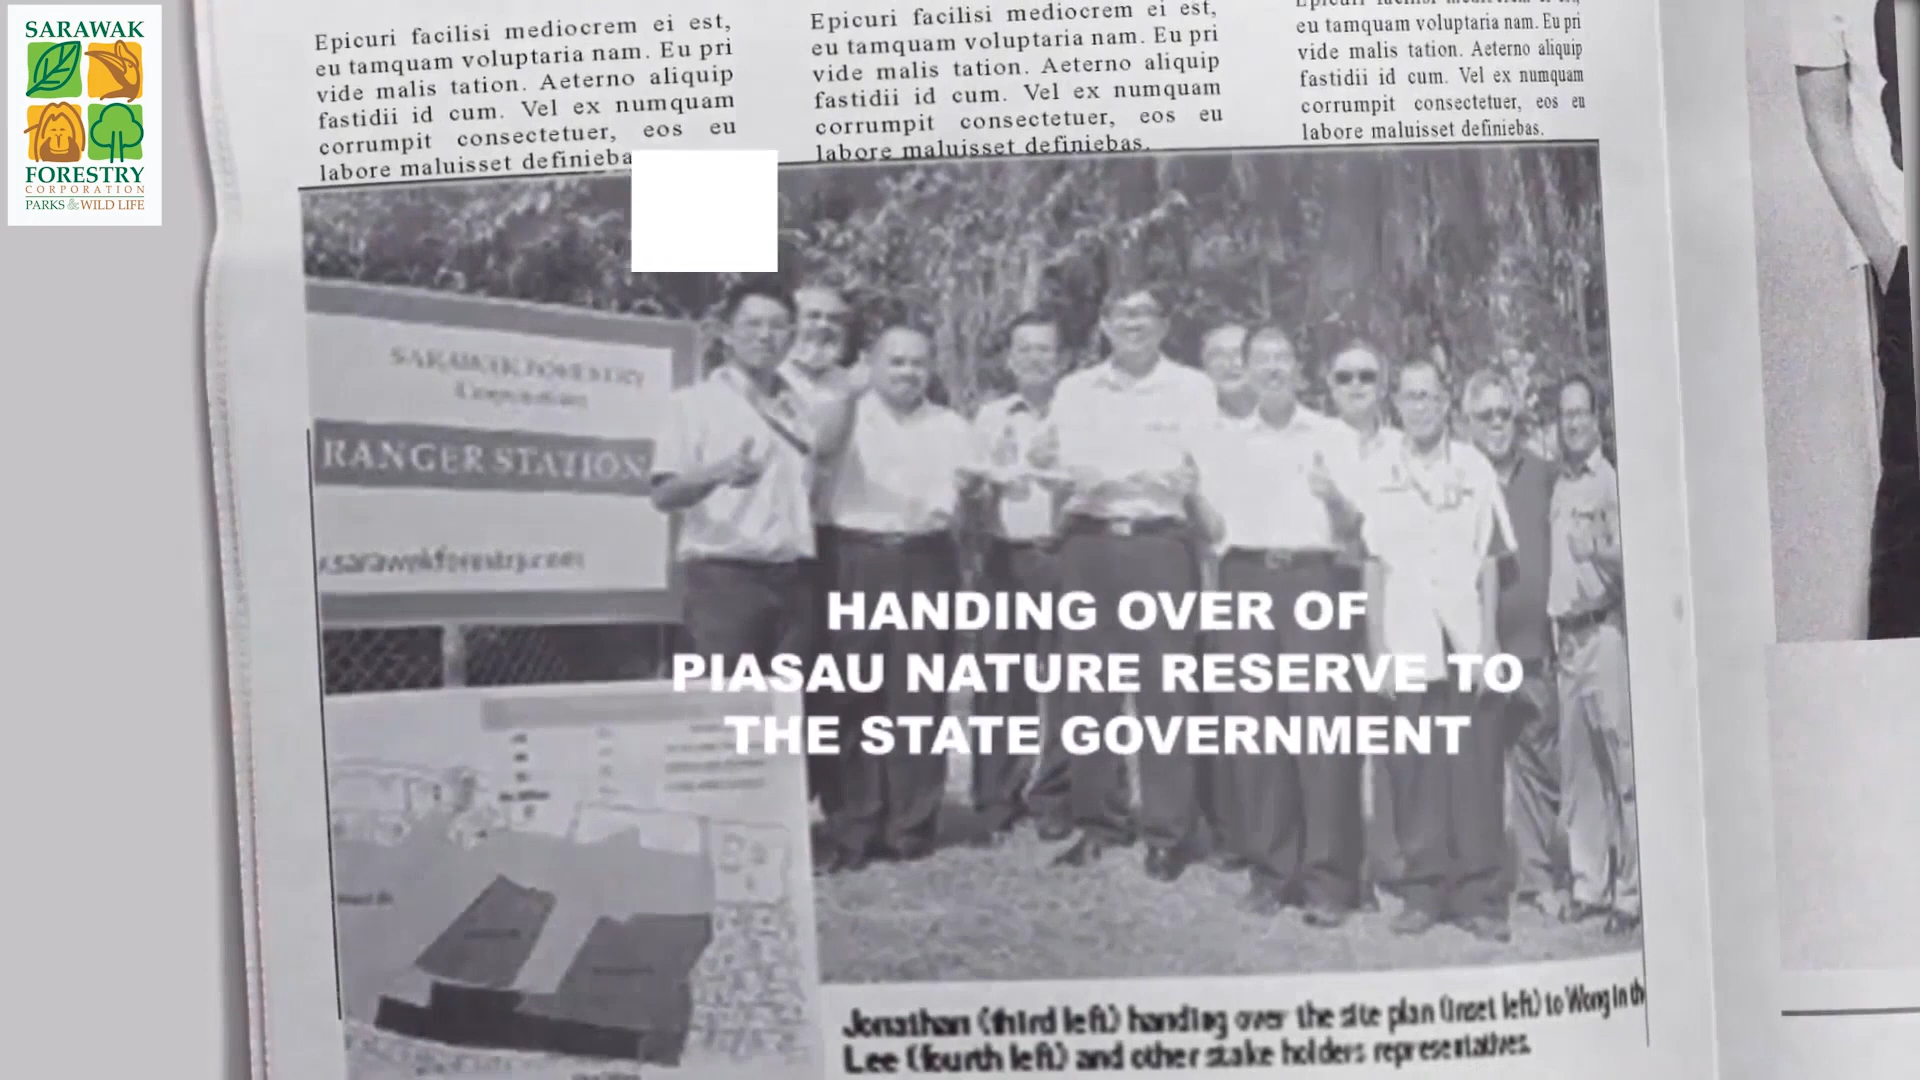 SARAWAK
FORESTRY
CORPORATION
PARKS & WILD LIFE
Epicuri facilisi mediocrem ei est,
eu tamquam voluptaria nam. Eu pri
vide malis tation. Aeterno aliquip
fastidii id cum. Vel ex numquam
corrumpit consectetuer, eos eu
labore maluisset definieba
Epicuri facilisi mediocrem ei est,
eu tamquam voluptaria nam. Eu pri
vide malis tation. Aeterno aliquip
fastidii id cum. Vel ex numquam
corrumpit consectetuer, eos eu
labore maluisset definiebas.
eu tamquam voluptaria nam. Eu pri
vide malis tation. Aeterno aliquip
fastidii id cum. Vel ex numquam
corrumpit consectetuer, eos eu
labore maluisset definiebas.
SARAWAK FORESTRY
Corporation
RANGER STATION
.sarawakforestry.com
HANDING OVER OF
PIASAU NATURE RESERVE TO
THE STATE GOVERNMENT
Jonathan (third left) handing over the site plan (inset left) to Wong In
Lee (fourth left) and other stake holders representatives.